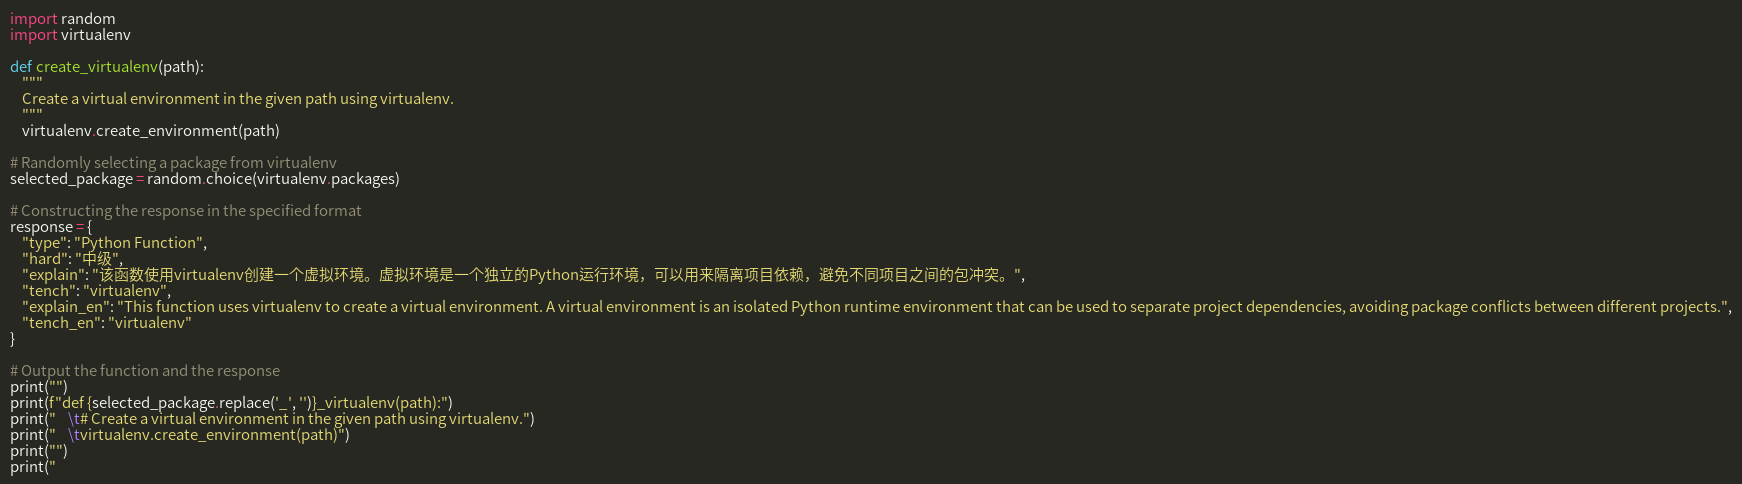 import random
import virtualenv
def create_virtualenv(path):
"""
Create a virtual environment in the given path using virtualenv.
"""
virtualenv.create_environment(path)
# Randomly selecting a package from virtualenv
selected_package = random.choice(virtualenv.packages)
# Constructing the response in the specified format
response = {
"type": "Python Function",
"hard": "中级",
"explain": "该函数使用virtualenv创建一个虚拟环境。虚拟环境是一个独立的Python运行环境，可以用来隔离项目依赖，避免不同项目之间的包冲突。",
"tench": "virtualenv",
"explain_en": "This function uses virtualenv to create a virtual environment. A virtual environment is an isolated Python runtime environment that can be used to separate project dependencies, avoiding package conflicts between different projects.",
"tench_en": "virtualenv"
}
# Output the function and the response
print("")
print(f"def {selected_package.replace('_', '')}_virtualenv(path):")
print("    \t# Create a virtual environment in the given path using virtualenv.")
print("    \tvirtualenv.create_environment(path)")
print("")
print("